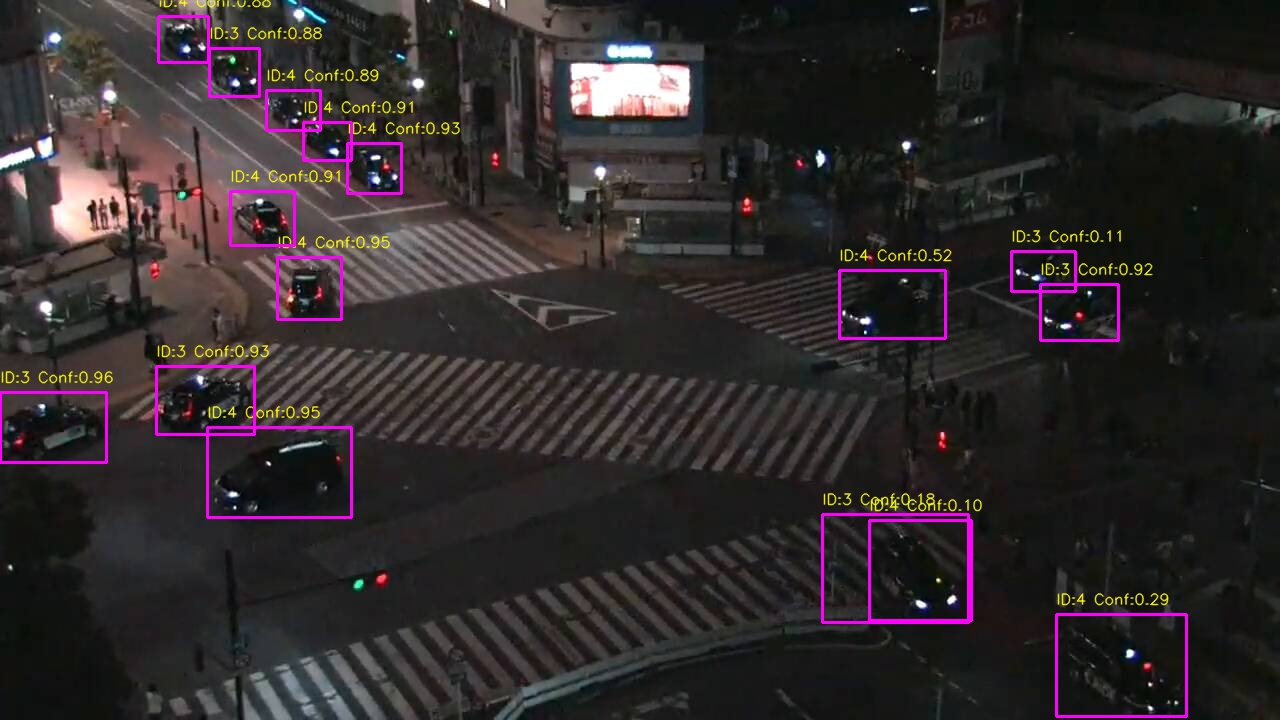 ID:4 Conf:0.88
ID:3 Conf:0.88
ID:4 Conf:0.89
ID:4 Conf:0.91
ID:4 Conf:0.93
ID:4 Conf:0.91
ID:4 Conf:0.95
ID:3 Conf:0.11
ID:4 Conf:0.52
ID:3 Conf:0.92
ID:3 Conf:0.93
ID:3 Conf:0.96
ID:4 Conf:0.95
ID:3 Conf:0.18
ID:4 Conf:0.10
ID:4 Conf:0.29
アコム